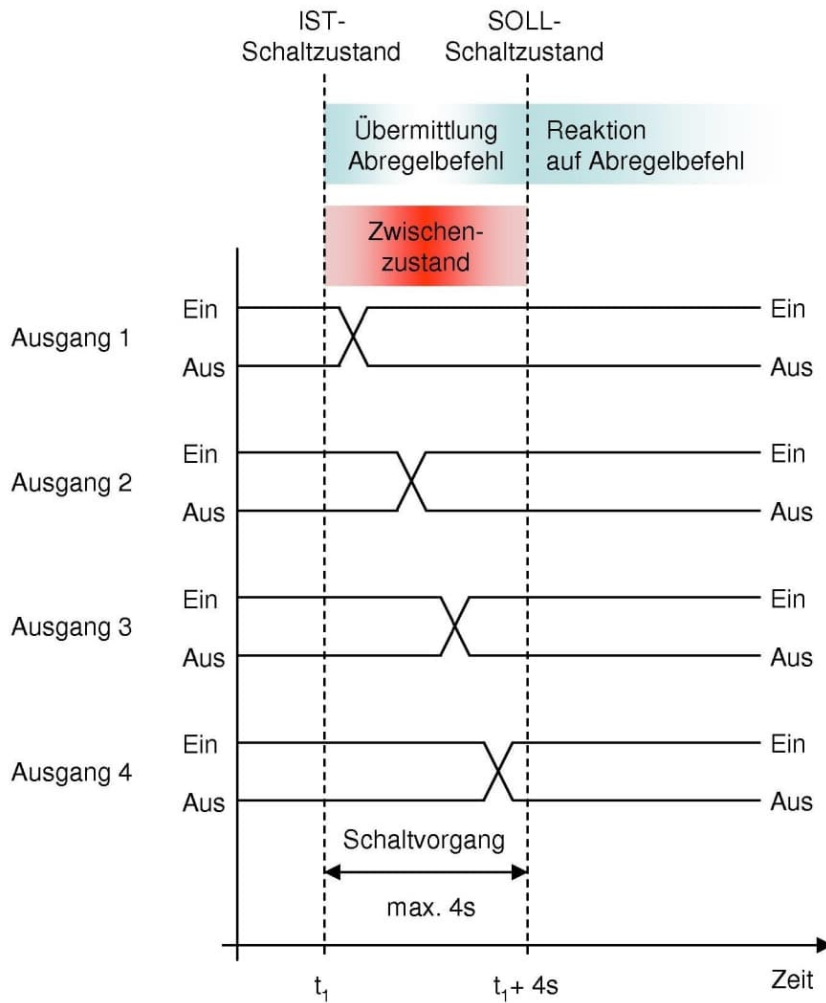 IST-
Schaltzustand
SOLL-
Schaltzustand
Übermittlung
Abregelbefehl
Reaktion
auf Abregelbefehl
Zwischen-
zustand
Ausgang 1
Ein
Aus
Ein
Aus
Ausgang 2
Ein
Aus
Ein
Aus
Ausgang 3
Ein
Aus
Ein
Aus
Ausgang 4
Ein
Aus
Ein
Aus
Schaltvorgang
max. 4s
t₁
t₁+ 4s
Zeit